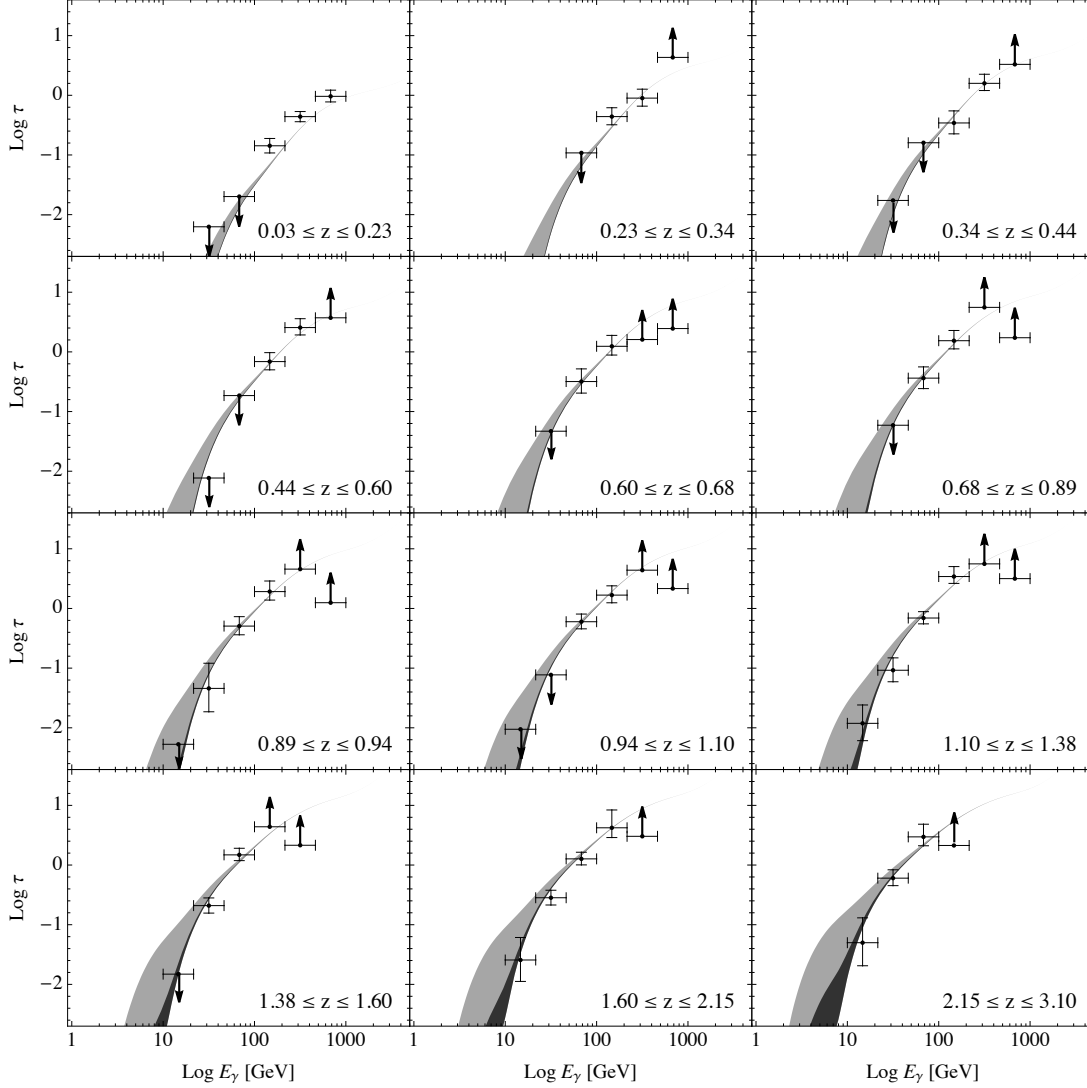 1
0
−1
−2
Log τ
0.03 ≤ z ≤ 0.23
0.23 ≤ z ≤ 0.34
0.34 ≤ z ≤ 0.44
1
0
−1
−2
Log τ
0.44 ≤ z ≤ 0.60
0.60 ≤ z ≤ 0.68
0.68 ≤ z ≤ 0.89
1
0
−1
−2
Log τ
0.89 ≤ z ≤ 0.94
0.94 ≤ z ≤ 1.10
1.10 ≤ z ≤ 1.38
1
0
−1
−2
Log τ
1.38 ≤ z ≤ 1.60
1.60 ≤ z ≤ 2.15
2.15 ≤ z ≤ 3.10
1 10 100 1000 1 10 100 1000 1 10 100 1000
Log Eγ [GeV] Log Eγ [GeV] Log Eγ [GeV]